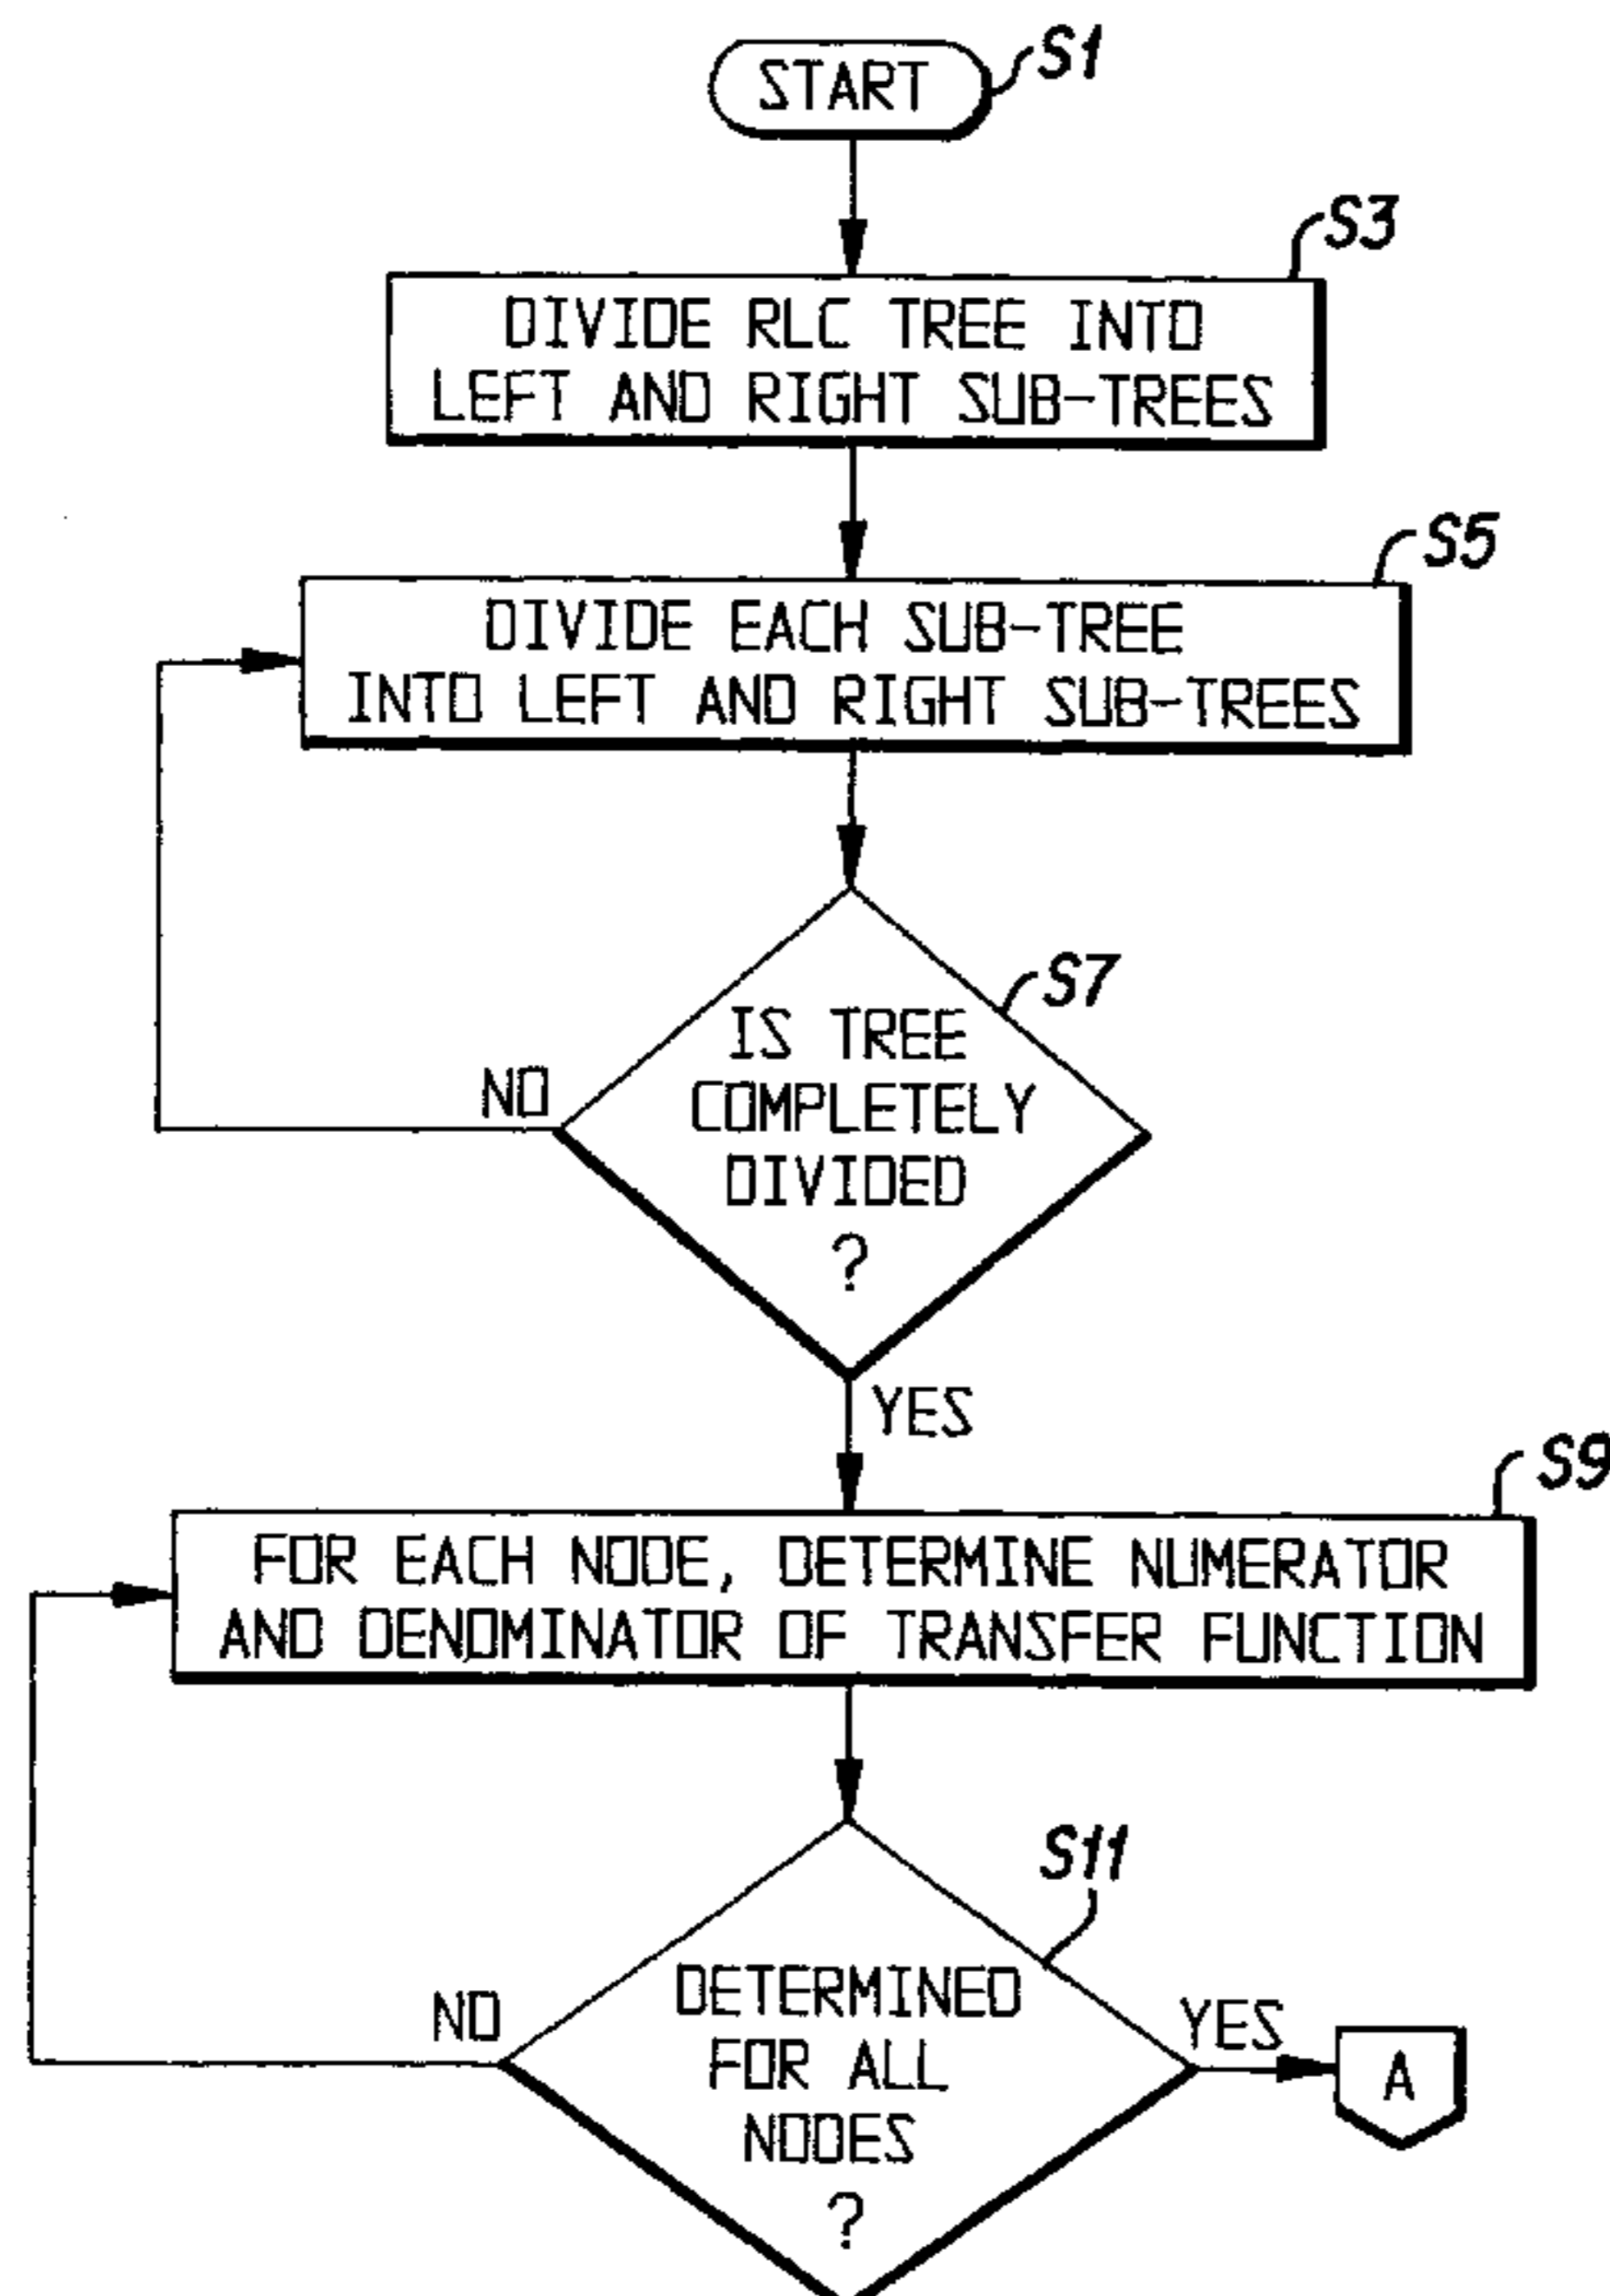 START
S1
S3
DIVIDE RLC TREE INTO
LEFT AND RIGHT SUB-TREES
S5
DIVIDE EACH SUB-TREE
INTO LEFT AND RIGHT SUB-TREES
S7
IS TREE
COMPLETELY
DIVIDED
?
NO
YES
S9
FOR EACH NODE, DETERMINE NUMERATOR
AND DENOMINATOR OF TRANSFER FUNCTION
S11
DETERMINED
FOR ALL
NODES
?
NO
YES
A